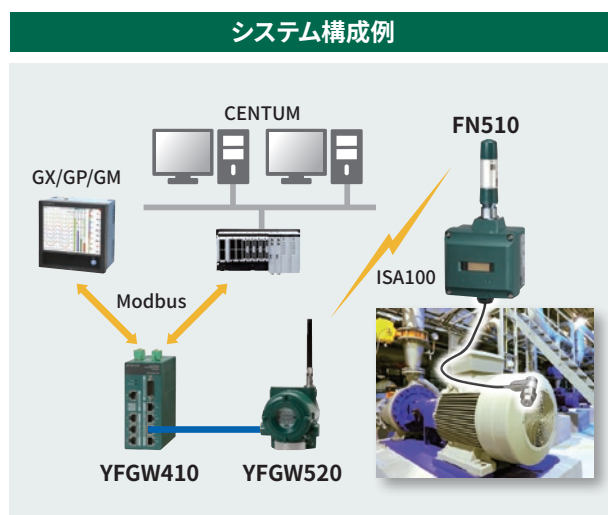 システム構成例
CENTUM
FN510
GX/GP/GM
ISA100
Modbus
YFGW410
YFGW520